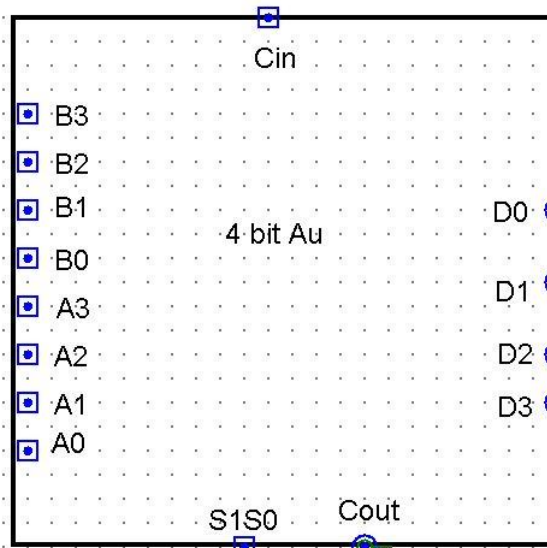 Cin
B3
B2
B1
B0
A3
A2
A1
A0
4 bit Au
D0
D1
D2
D3
S1S0
Cout